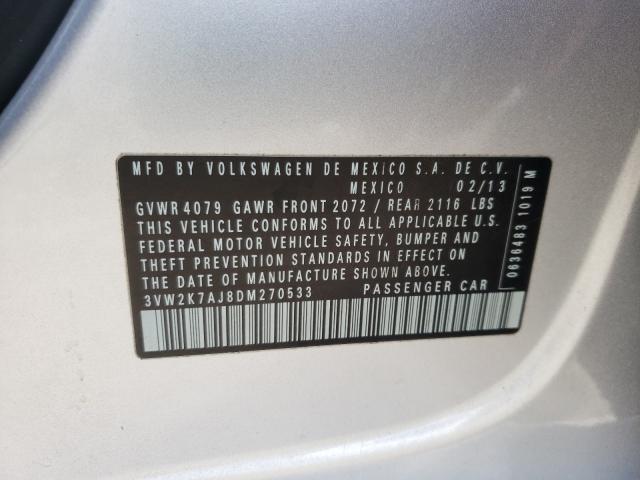 MFD BY VOLKSWAGEN DE MEXICO S.A. DE C.V.
MEXICO 02/13
GVWR 4079 GAWR FRONT 2072 / REAR 2116 LBS
THIS VEHICLE CONFORMS TO ALL APPLICABLE U.S.
FEDERAL MOTOR VEHICLE SAFETY, BUMPER AND
THEFT PREVENTION STANDARDS IN EFFECT ON
THE DATE OF MANUFACTURE SHOWN ABOVE.
3VW2K7AJ8DM270533 PASSENGER CAR
0636483 1019 M